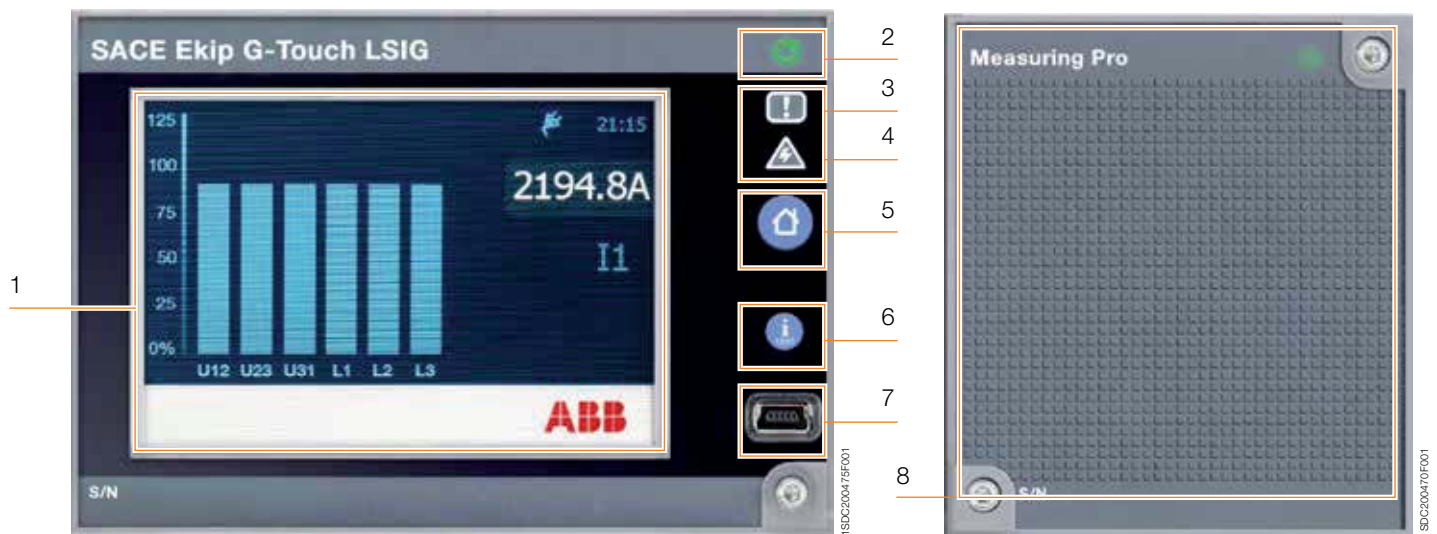 SACE Ekip G-Touch LSIG
2
3
4
5
6
7
1
125
100
75
50
25
0%
21:15
2194.8A
I1
U12 U23 U31 L1 L2 L3
ABB
S/N
1SDC200475F001
Measuring Pro
8
S/N
SDC200470F001